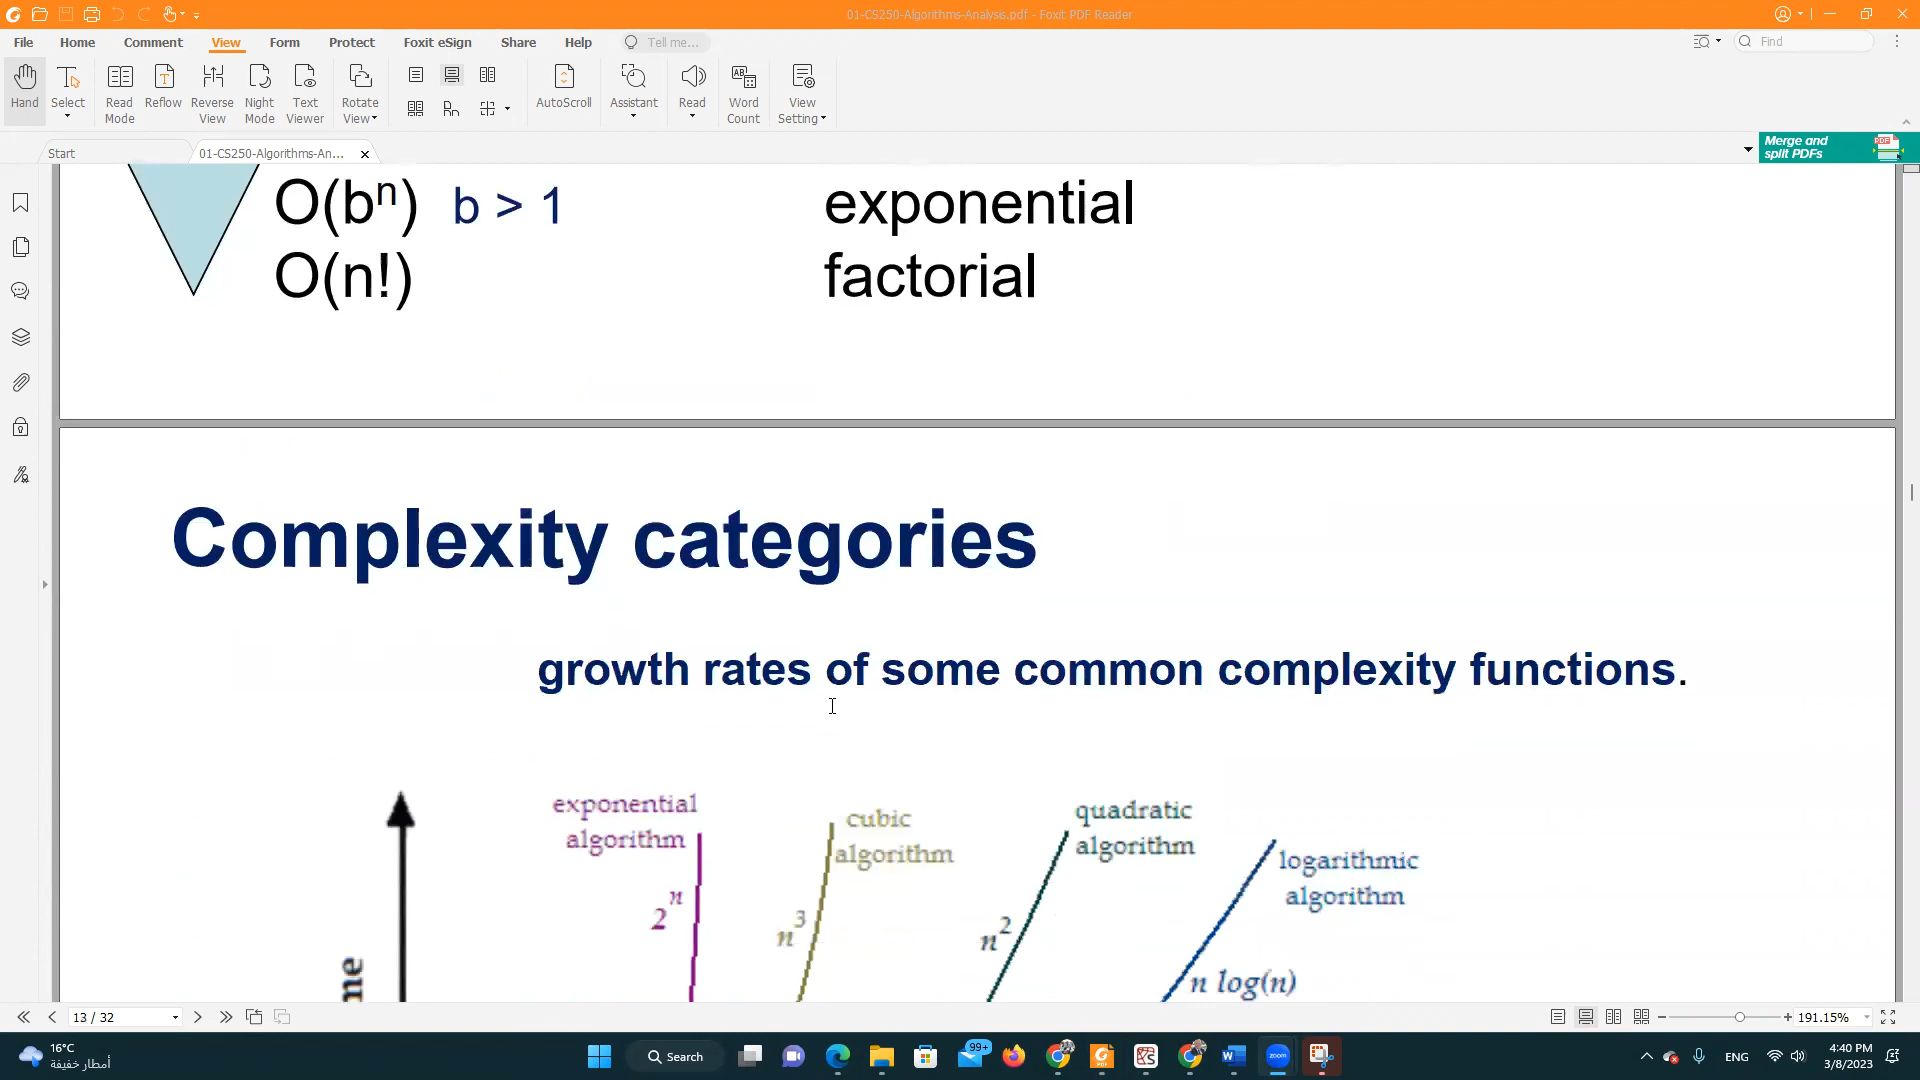 01-CS250-Algorithms-Analysis.pdf - Foxit PDF Reader
File Home Comment View Form Protect Foxit eSign Share Help Tell me... Find
Hand Select Read Mode Reflow Reverse View Night Mode Text Viewer Rotate View AutoScroll Assistant Read Word Count View Setting
Start 01-CS250-Algorithms-An... Merge and split PDFs
O(bⁿ) b > 1 exponential
O(n!) factorial
Complexity categories
growth rates of some common complexity functions.
exponential algorithm
cubic algorithm
quadratic algorithm
logarithmic algorithm
2ⁿ
n³
n²
n log(n)
me
13 / 32 191.15%
16°C
أمطار خفيفة
Search
99+
zoom
ENG
4:40 PM
3/8/2023